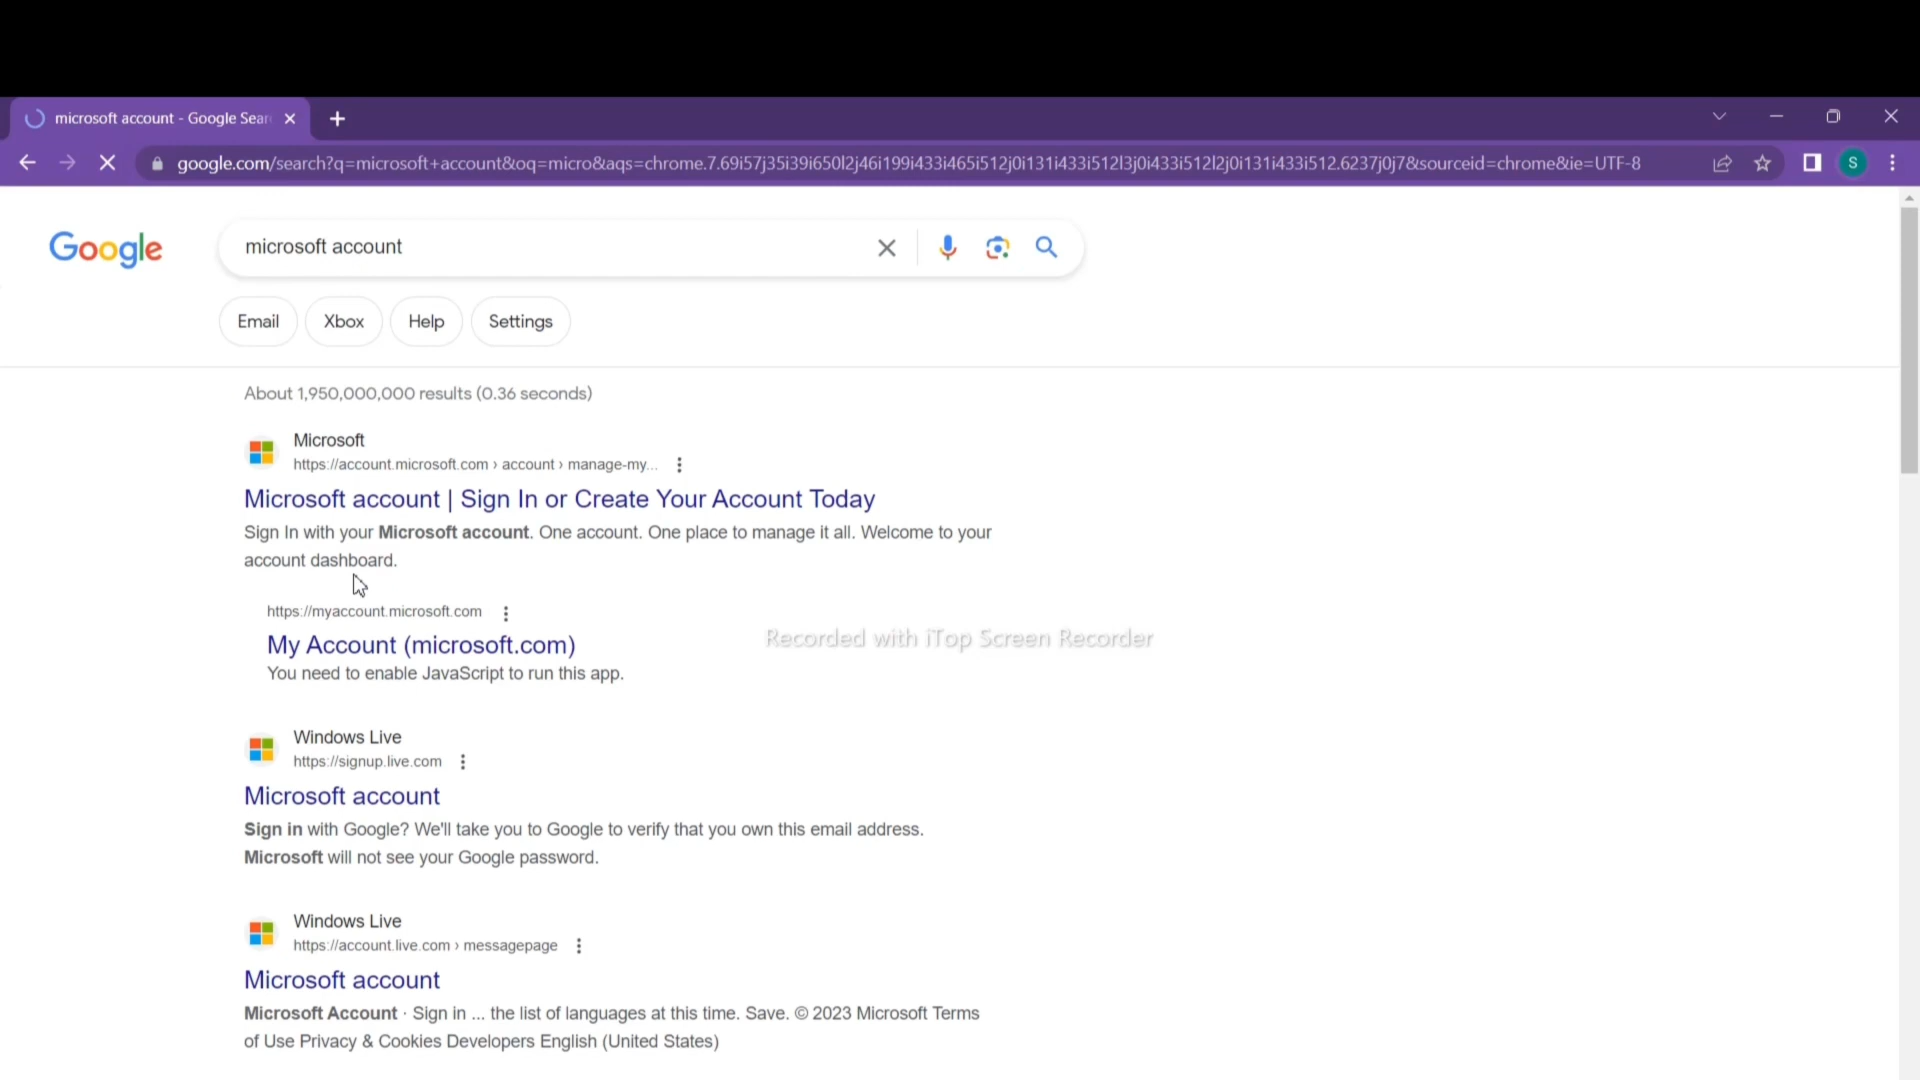 microsoft account - Google Sear
google.com/search?q=microsoft+account&oq=micro&aqs=chrome.7.69i57j35i39i650l2j46i199i433i465i512j0i131i433i512l3j0i433i512l2j0i131i433i512.6237j0j7&sourceid=chrome&ie=UTF-8
S
Google
microsoft account
Email
Xbox
Help
Settings
About 1,950,000,000 results (0.36 seconds)
Microsoft
https://account.microsoft.com › account › manage-my...
Microsoft account | Sign In or Create Your Account Today
Sign In with your Microsoft account. One account. One place to manage it all. Welcome to your
account dashboard.
https://myaccount.microsoft.com
My Account (microsoft.com)
You need to enable JavaScript to run this app.
Recorded with iTop Screen Recorder
Windows Live
https://signup.live.com
Microsoft account
Sign in with Google? We'll take you to Google to verify that you own this email address.
Microsoft will not see your Google password.
Windows Live
https://account.live.com › messagepage
Microsoft account
Microsoft Account · Sign in ... the list of languages at this time. Save. © 2023 Microsoft Terms
of Use Privacy & Cookies Developers English (United States)